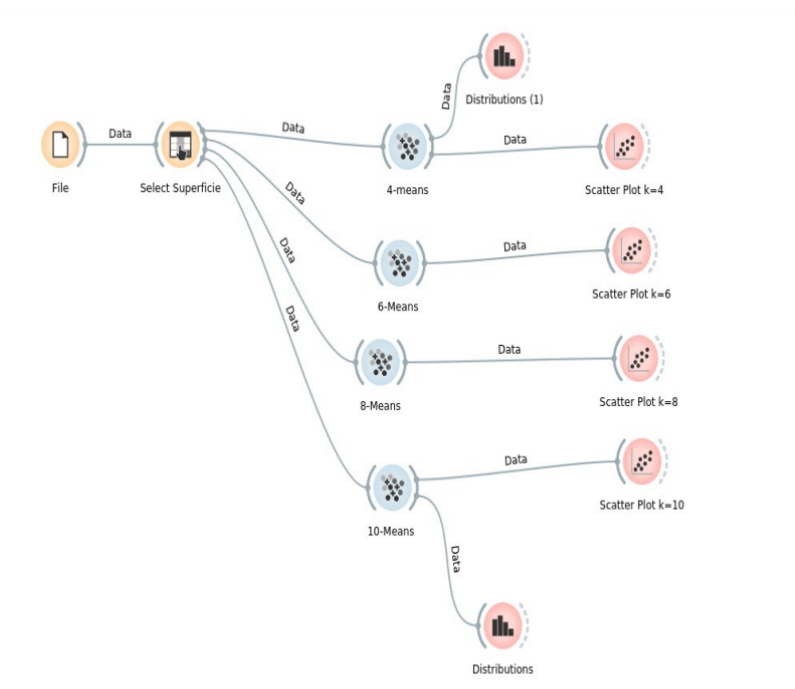 Data
Distributions (1)
Data
Data
Data
File
Select Superficie
4-means
Scatter Plot k=4
Data
Data
6-Means
Scatter Plot k=6
Data
Data
8-Means
Scatter Plot k=8
Data
Data
10-Means
Scatter Plot k=10
Data
Distributions